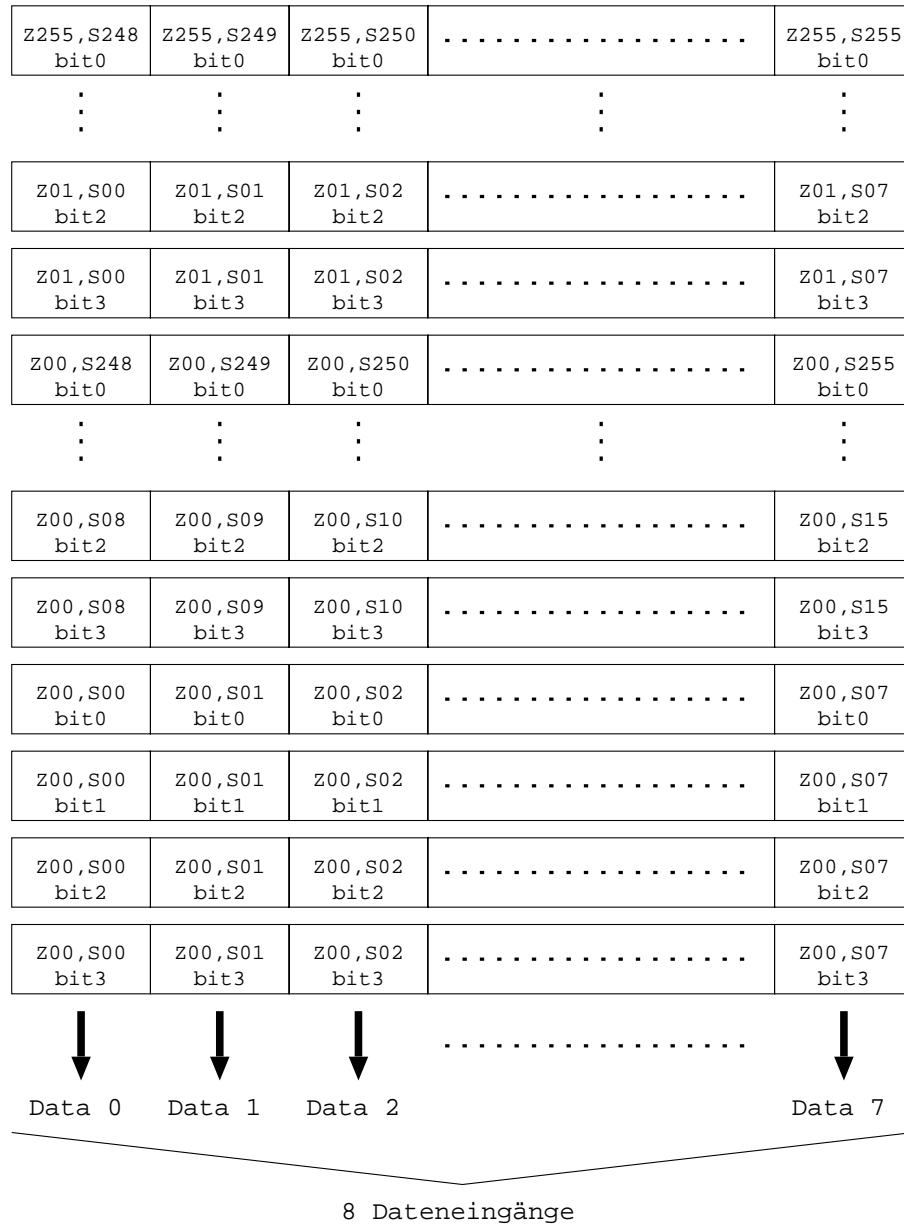 Z255,S248 Z255,S249 Z255,S250 .................. Z255,S255
bit0 bit0 bit0 bit0
Z01,S00 Z01,S01 Z01,S02 .................. Z01,S07
bit2 bit2 bit2 bit2
Z01,S00 Z01,S01 Z01,S02 .................. Z01,S07
bit3 bit3 bit3 bit3
Z00,S248 Z00,S249 Z00,S250 .................. Z00,S255
bit0 bit0 bit0 bit0
Z00,S08 Z00,S09 Z00,S10 .................. Z00,S15
bit2 bit2 bit2 bit2
Z00,S08 Z00,S09 Z00,S10 .................. Z00,S15
bit3 bit3 bit3 bit3
Z00,S00 Z00,S01 Z00,S02 .................. Z00,S07
bit0 bit0 bit0 bit0
Z00,S00 Z00,S01 Z00,S02 .................. Z00,S07
bit1 bit1 bit1 bit1
Z00,S00 Z00,S01 Z00,S02 .................. Z00,S07
bit2 bit2 bit2 bit2
Z00,S00 Z00,S01 Z00,S02 .................. Z00,S07
bit3 bit3 bit3 bit3
..................
Data 0 Data 1 Data 2 Data 7
8 Dateneingänge